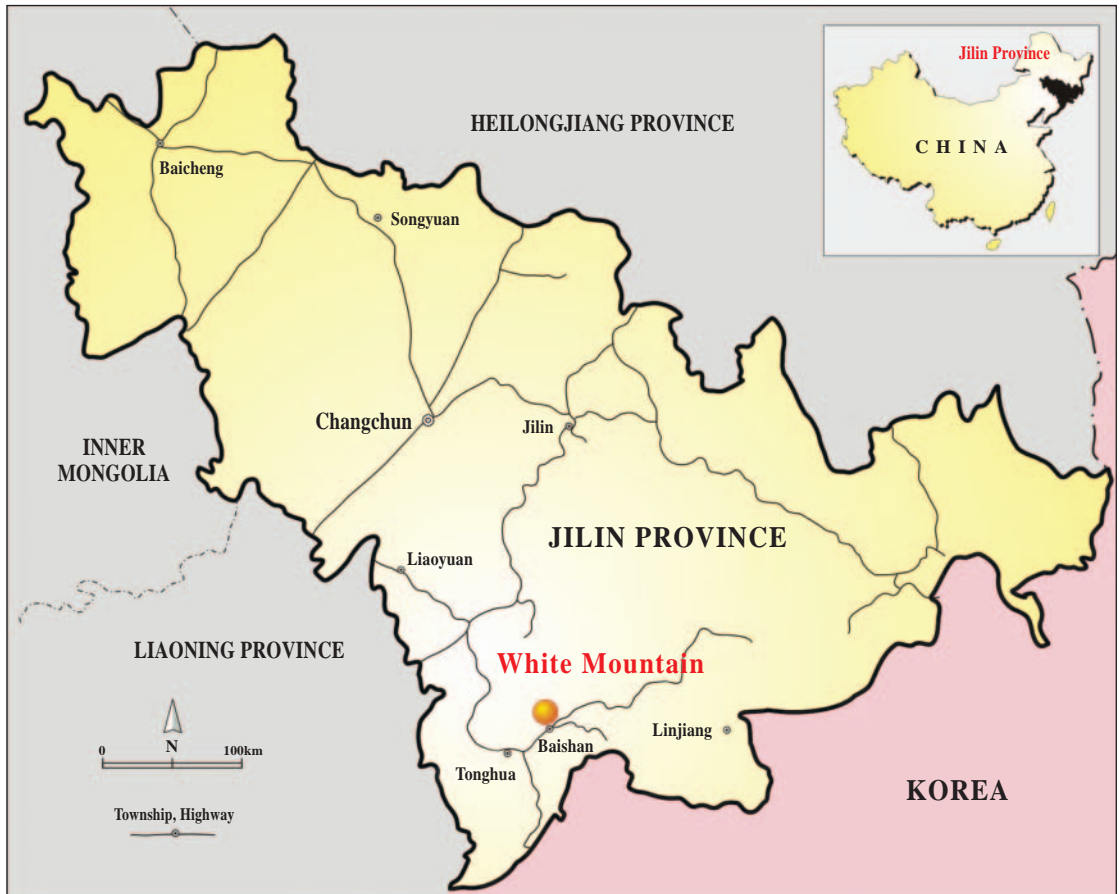 Jilin Province
CHINA
HEILONGJIANG PROVINCE
Baicheng
Songyuan
Changchun
Jilin
INNER
MONGOLIA
JILIN PROVINCE
Liaoyuan
LIAONING PROVINCE
White Mountain
Baishan
Linjiang
Tonghua
KOREA
N
0 100km
Township, Highway